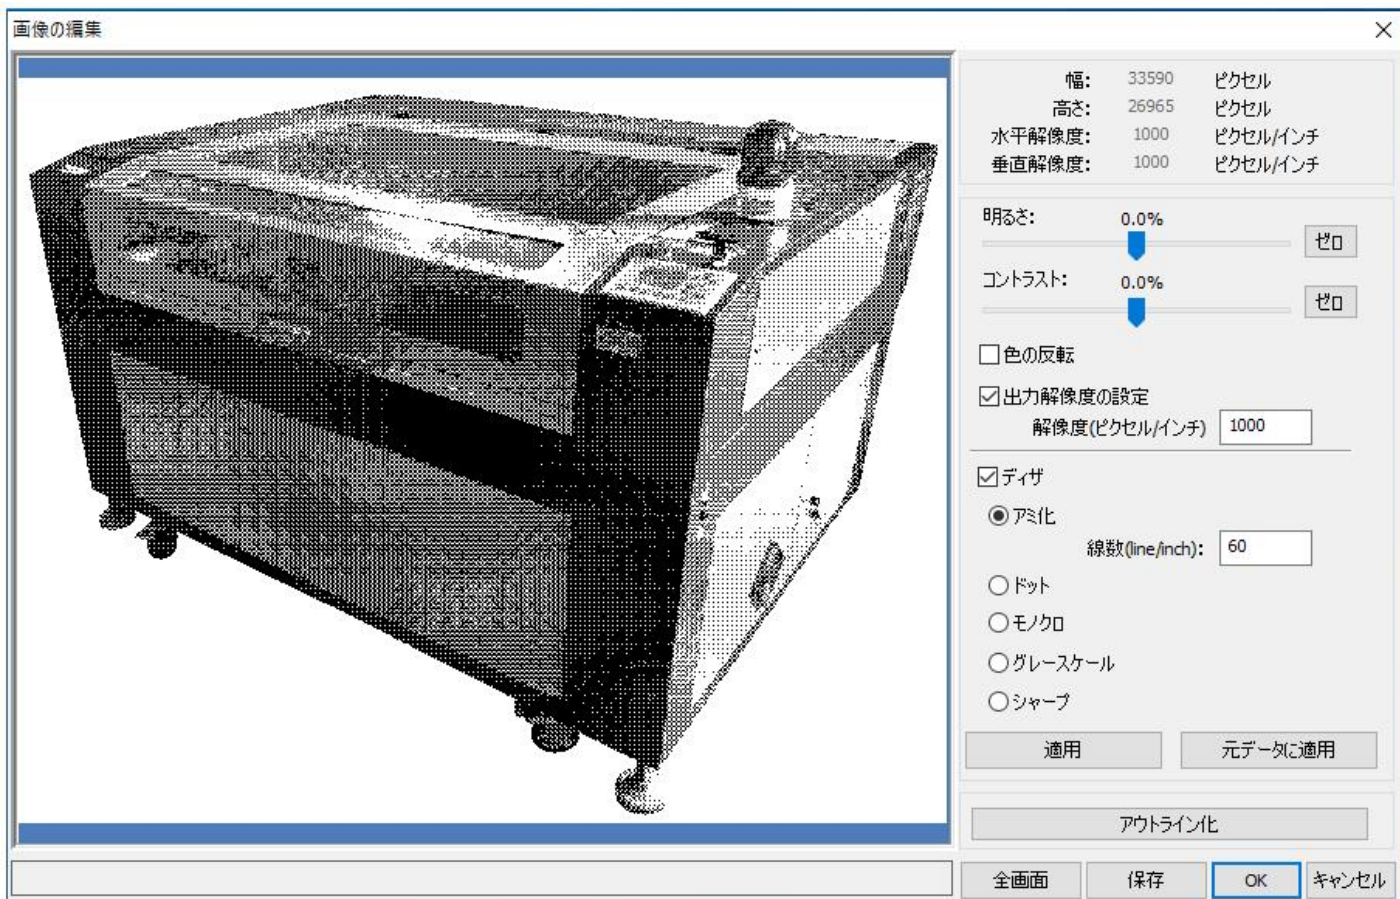 画像の編集
幅: 33590 ピクセル
高さ: 26965 ピクセル
水平解像度: 1000 ピクセル/インチ
垂直解像度: 1000 ピクセル/インチ
明るさ: 0.0% ゼロ
コントラスト: 0.0% ゼロ
色の反転
出力解像度の設定
解像度(ピクセル/インチ) 1000
ディザ
アミ化
線数(line/inch): 60
ドット
モノクロ
グレースケール
シャープ
適用 元データに適用
アウトライン化
全画面 保存 OK キャンセル